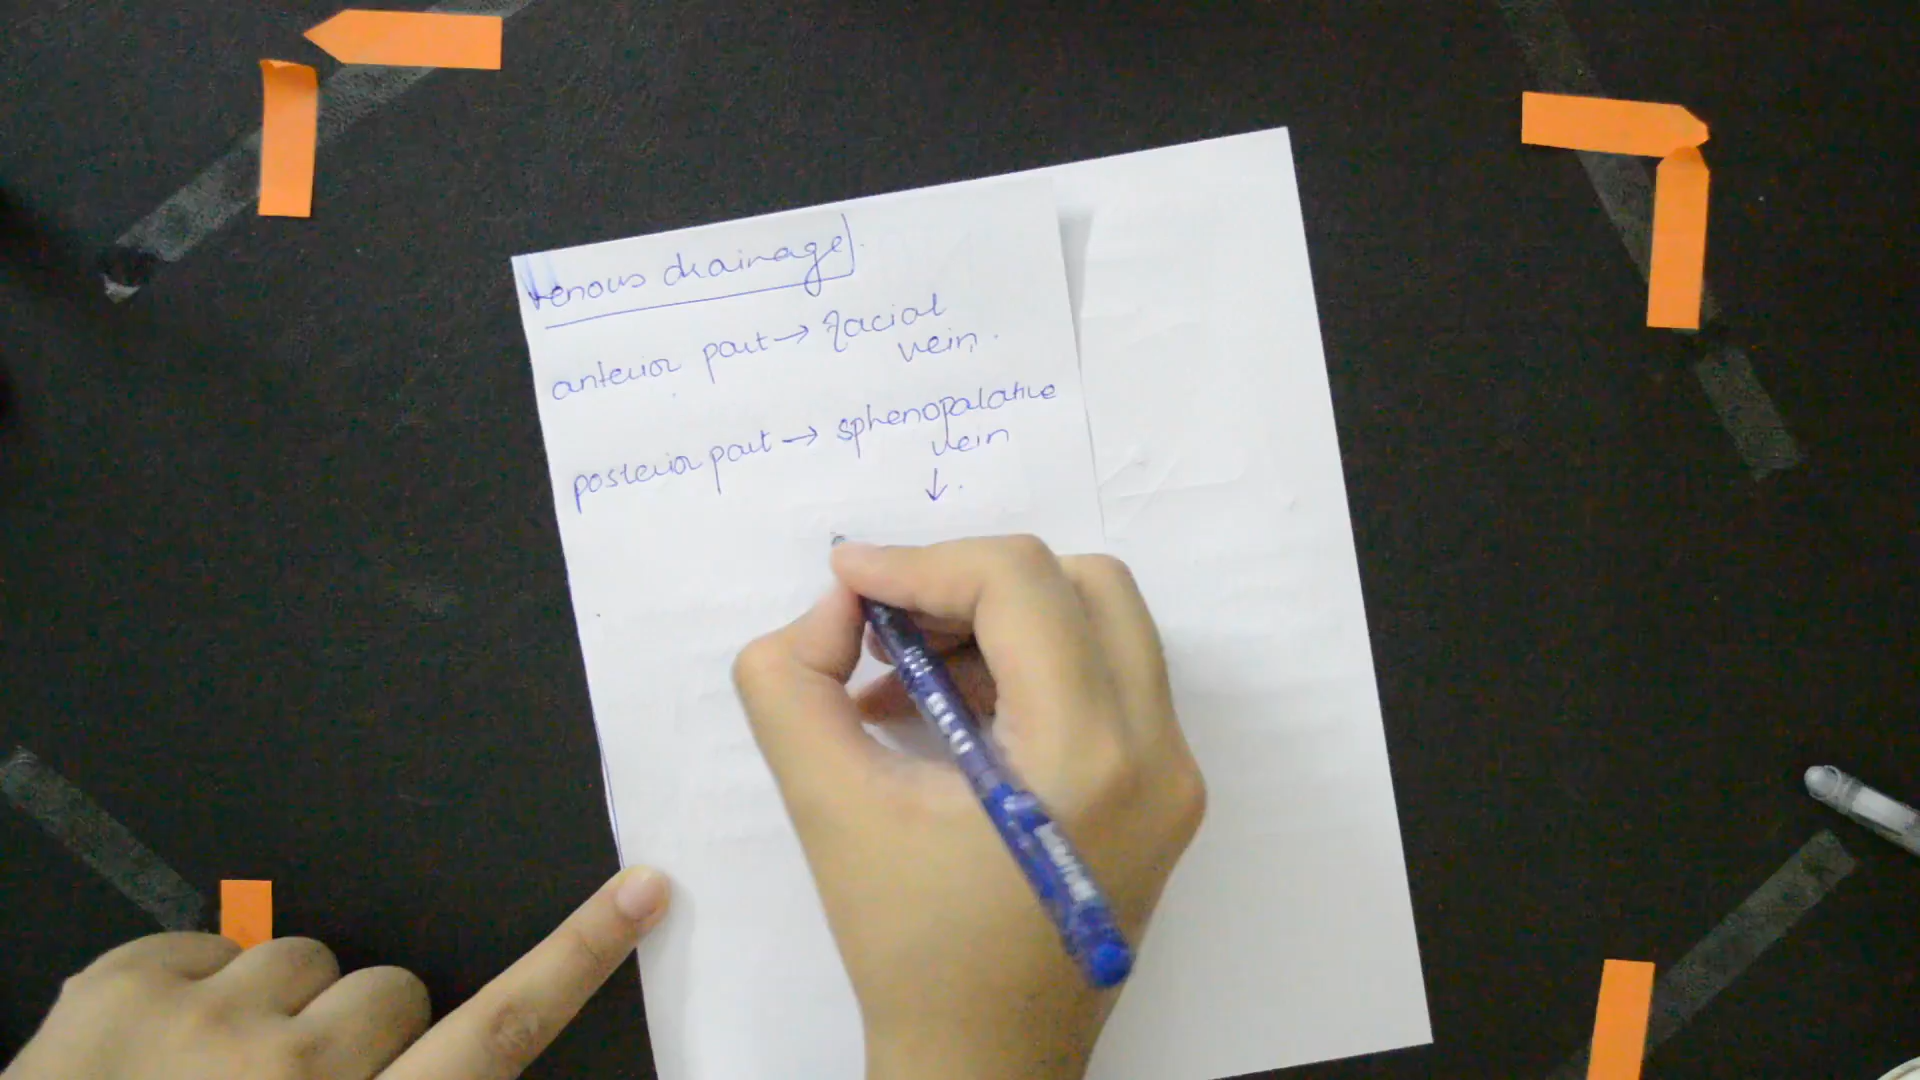 Venous drainage
anterior part → facial
vein.
posterior part → sphenopalatine
vein
↓.